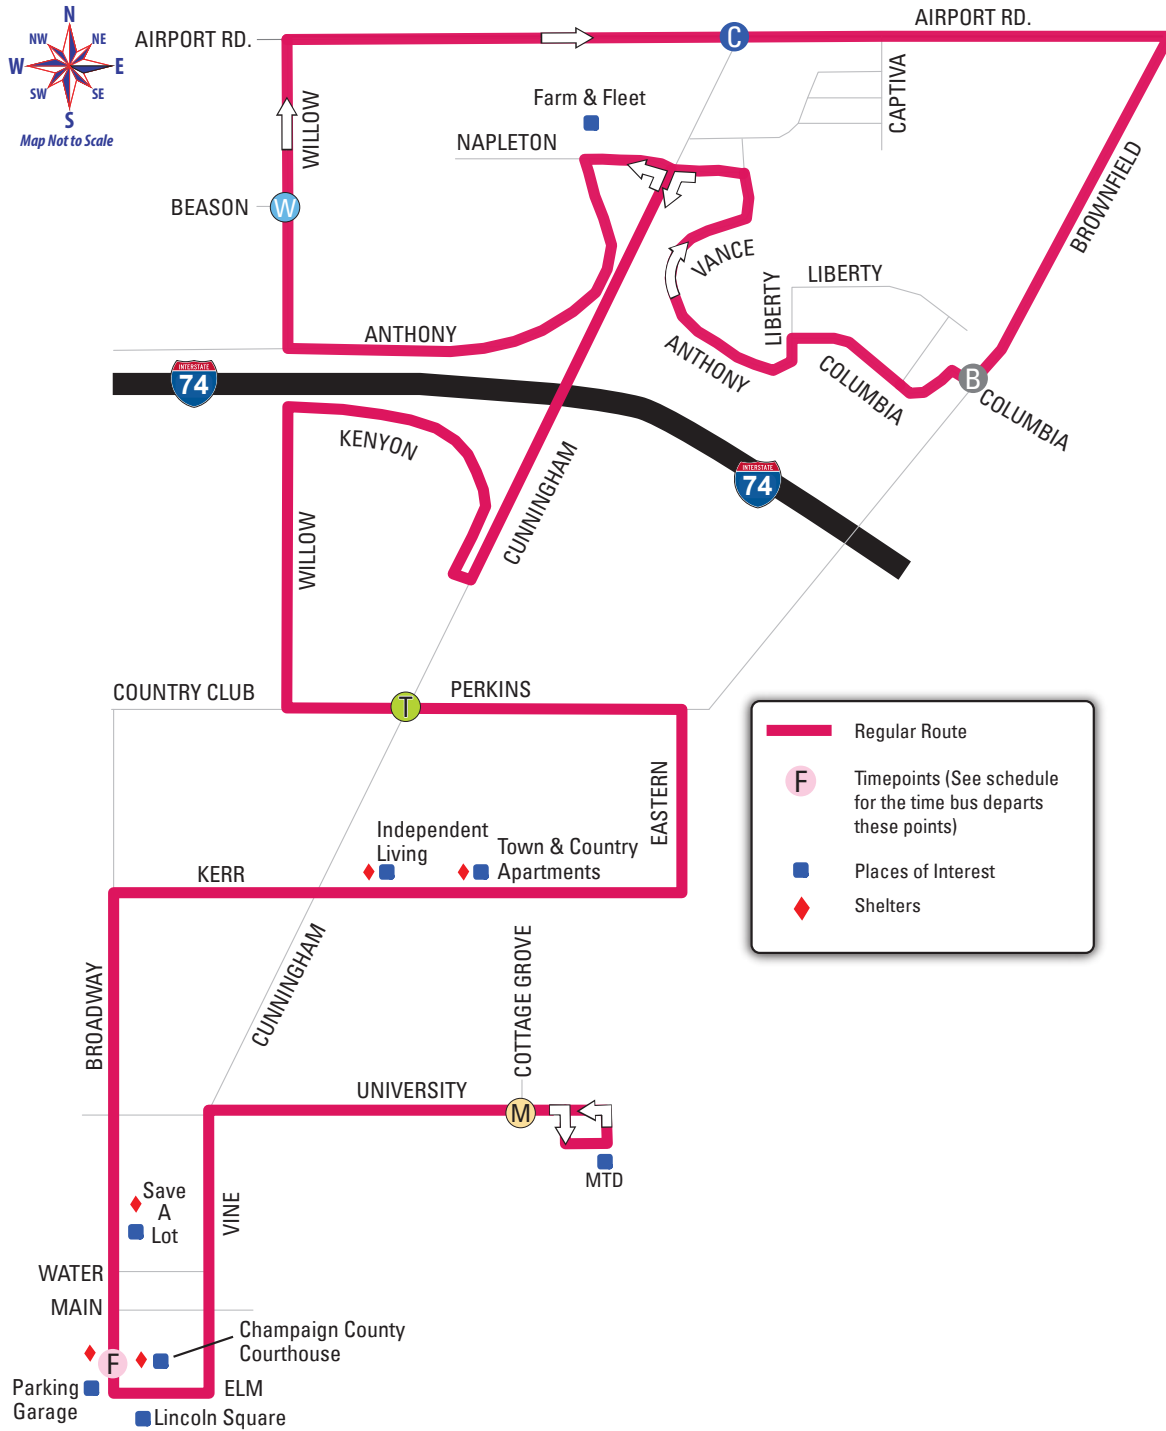 N
NW
NE
W
E
SW
SE
S
Map Not to Scale
AIRPORT RD.
C
AIRPORT RD.
WILLOW
Farm & Fleet
CAPTIVA
NAPLETON
BROWNFIELD
BEASON
W
VANCE
LIBERTY
LIBERTY
ANTHONY
ANTHONY
COLUMBIA
B
COLUMBIA
INTERSTATE
74
KENYON
CUNNINGHAM
INTERSTATE
74
WILLOW
COUNTRY CLUB
T
PERKINS
EASTERN
Regular Route
F
Timepoints (See schedule
for the time bus departs
these points)
Places of Interest
Shelters
Independent
Living
Town & Country
Apartments
KERR
BROADWAY
CUNNINGHAM
COTTAGE GROVE
UNIVERSITY
M
MTD
Save
A
Lot
VINE
WATER
MAIN
Champaign County
Courthouse
F
Parking
Garage
ELM
Lincoln Square